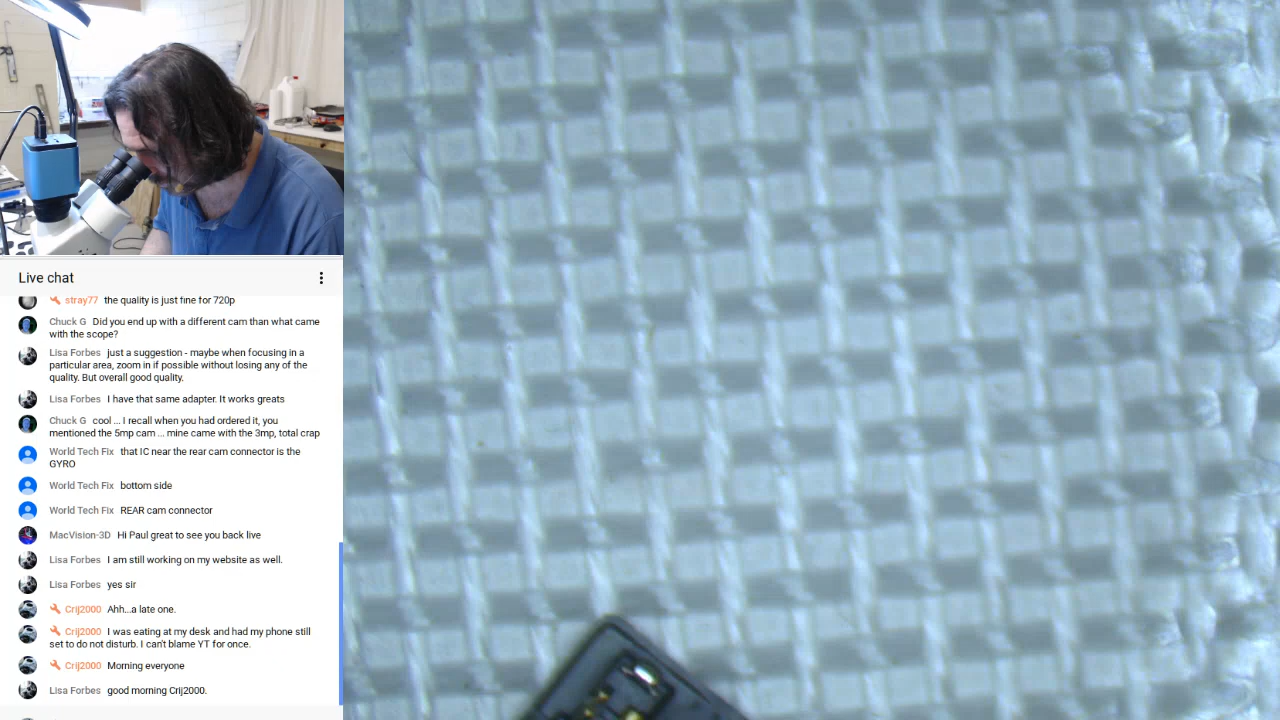 Live chat
stray77 the quality is just fine for 720p
Chuck G Did you end up with a different cam than what came
with the scope?
Lisa Forbes just a suggestion - maybe when focusing in a
particular area, zoom in if possible without losing any of the
quality. But overall good quality.
Lisa Forbes I have that same adapter. It works greats
Chuck G cool ... I recall when you had ordered it, you
mentioned the 5mp cam ... mine came with the 3mp, total crap
World Tech Fix that IC near the rear cam connector is the
GYRO
World Tech Fix bottom side
World Tech Fix REAR cam connector
MacVision-3D Hi Paul great to see you back live
Lisa Forbes I am still working on my website as well.
Lisa Forbes yes sir
Crij2000 Ahh...a late one.
Crij2000 I was eating at my desk and had my phone still
set to do not disturb. I can't blame YT for once.
Crij2000 Morning everyone
Lisa Forbes good morning Crij2000.